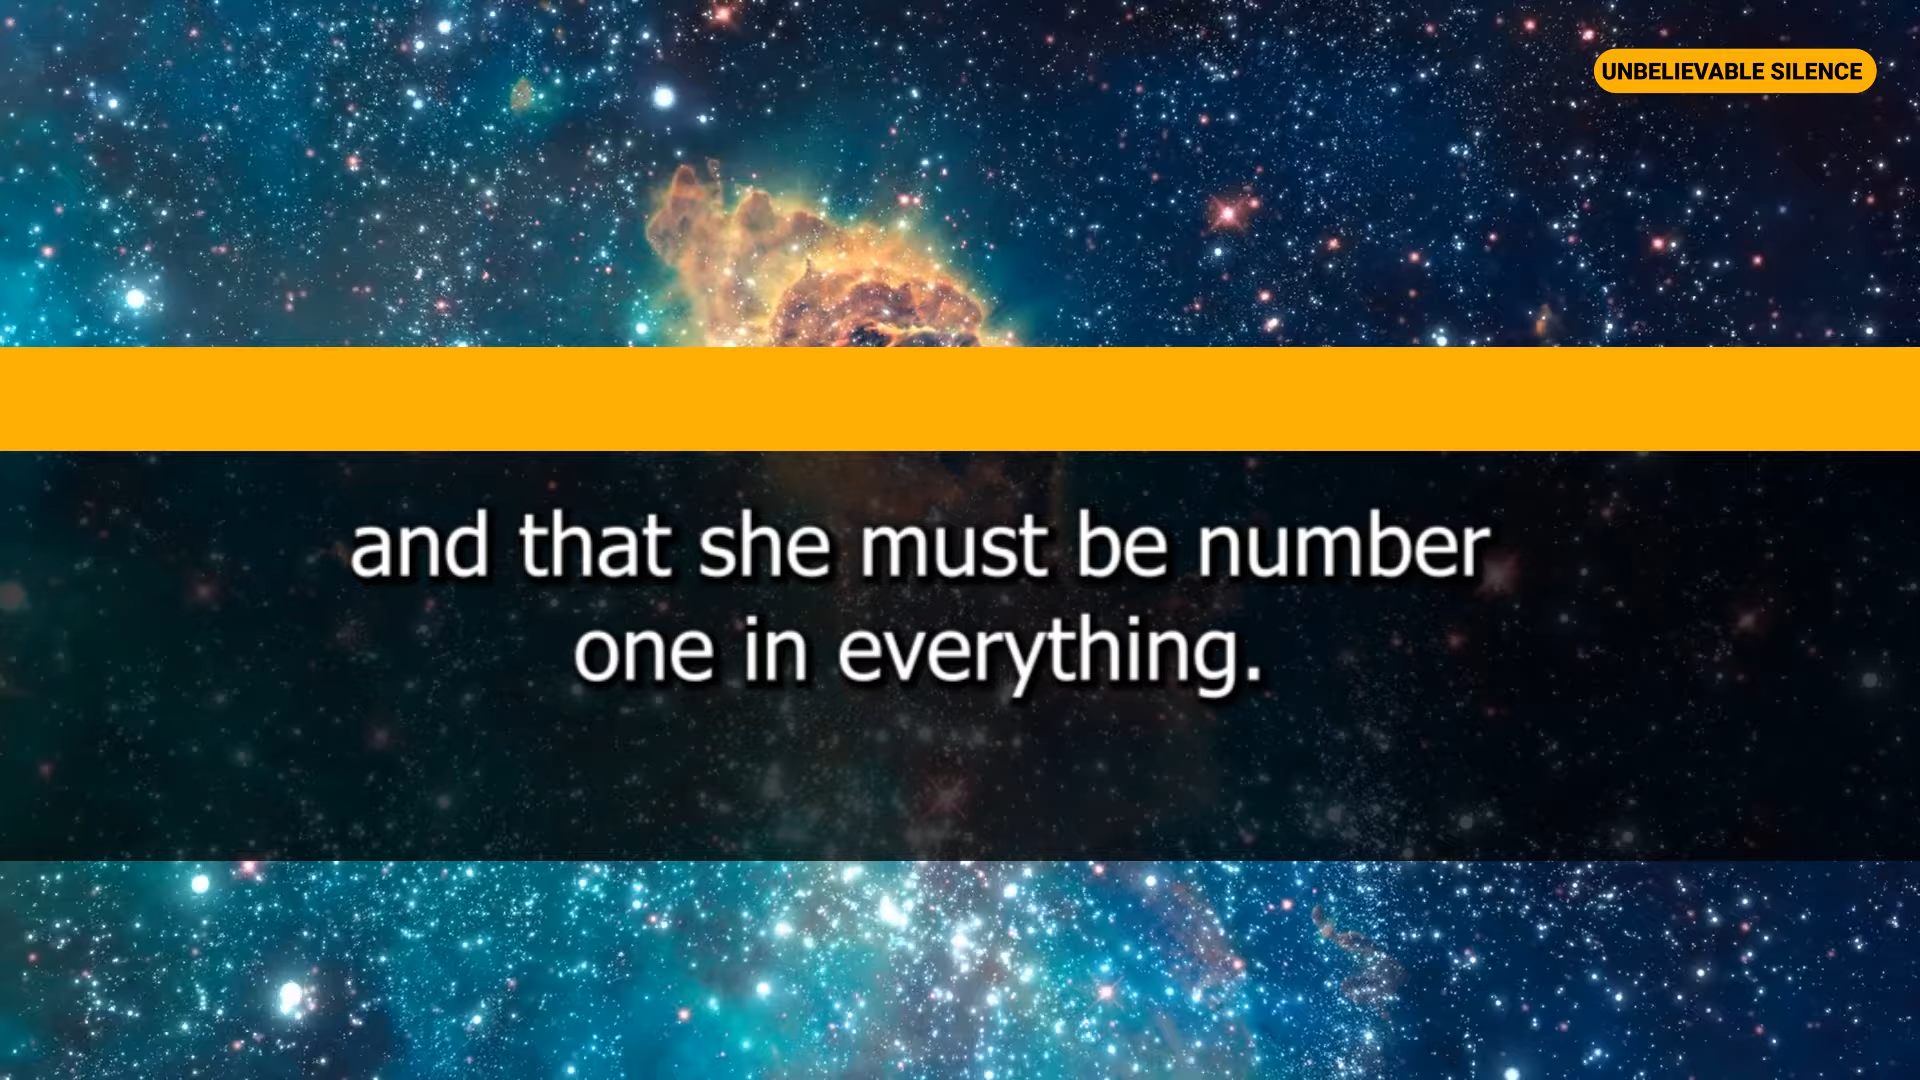 UNBELIEVABLE SILENCE
and that she must be number
one in everything.